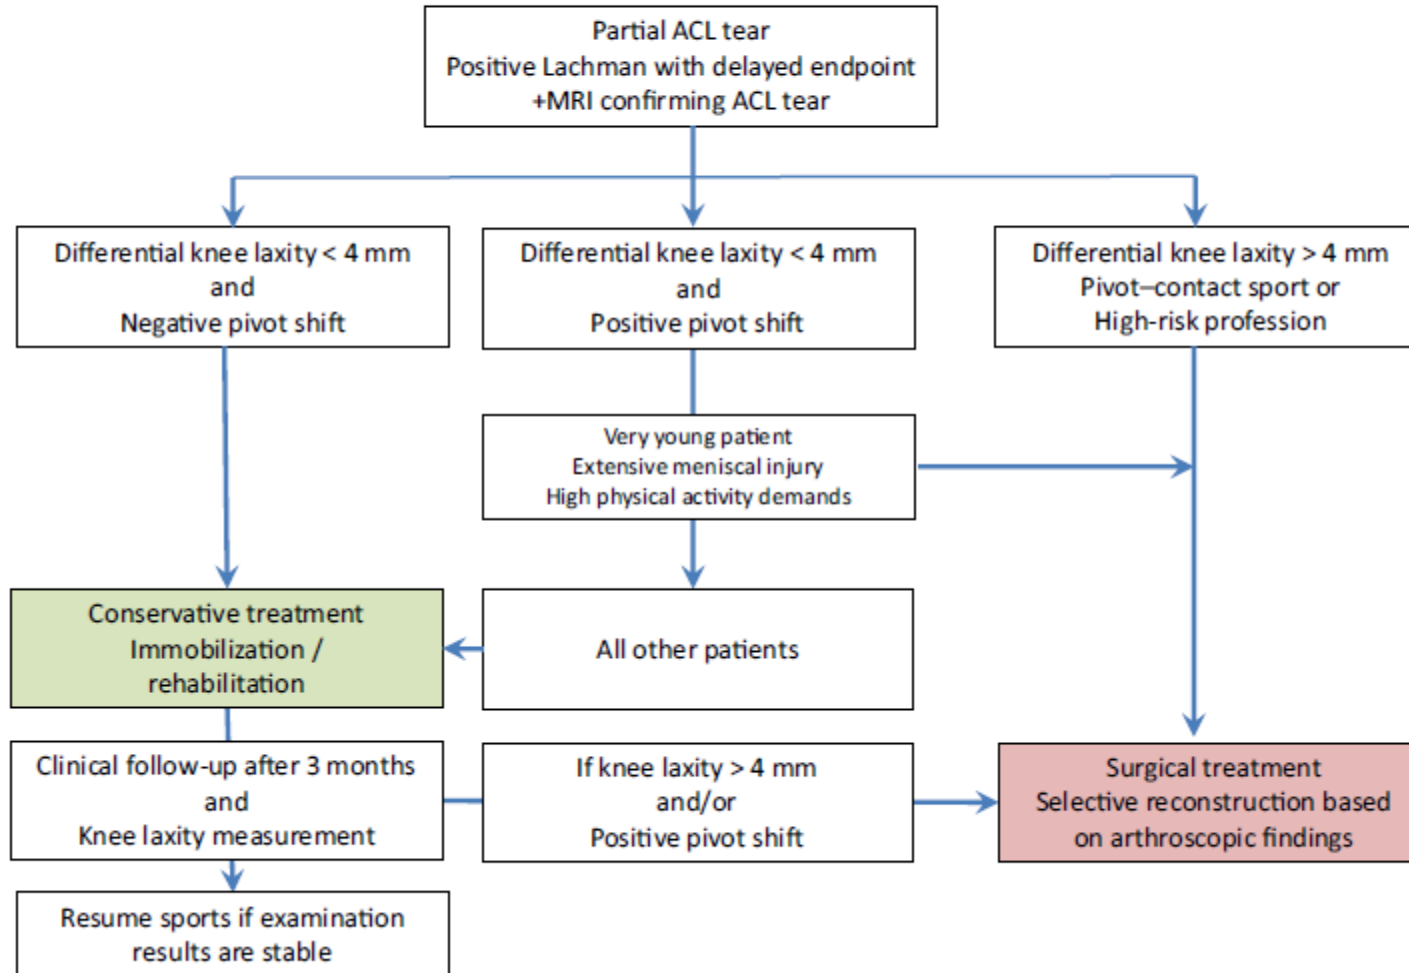 Partial ACL tear
Positive Lachman with delayed endpoint
+MRI confirming ACL tear
Differential knee laxity < 4 mm
and
Negative pivot shift
Differential knee laxity < 4 mm
and
Positive pivot shift
Differential knee laxity > 4 mm
Pivot–contact sport or
High-risk profession
Very young patient
Extensive meniscal injury
High physical activity demands
Conservative treatment
Immobilization /
rehabilitation
All other patients
Clinical follow-up after 3 months
and
Knee laxity measurement
If knee laxity > 4 mm
and/or
Positive pivot shift
Surgical treatment
Selective reconstruction based
on arthroscopic findings
Resume sports if examination
results are stable